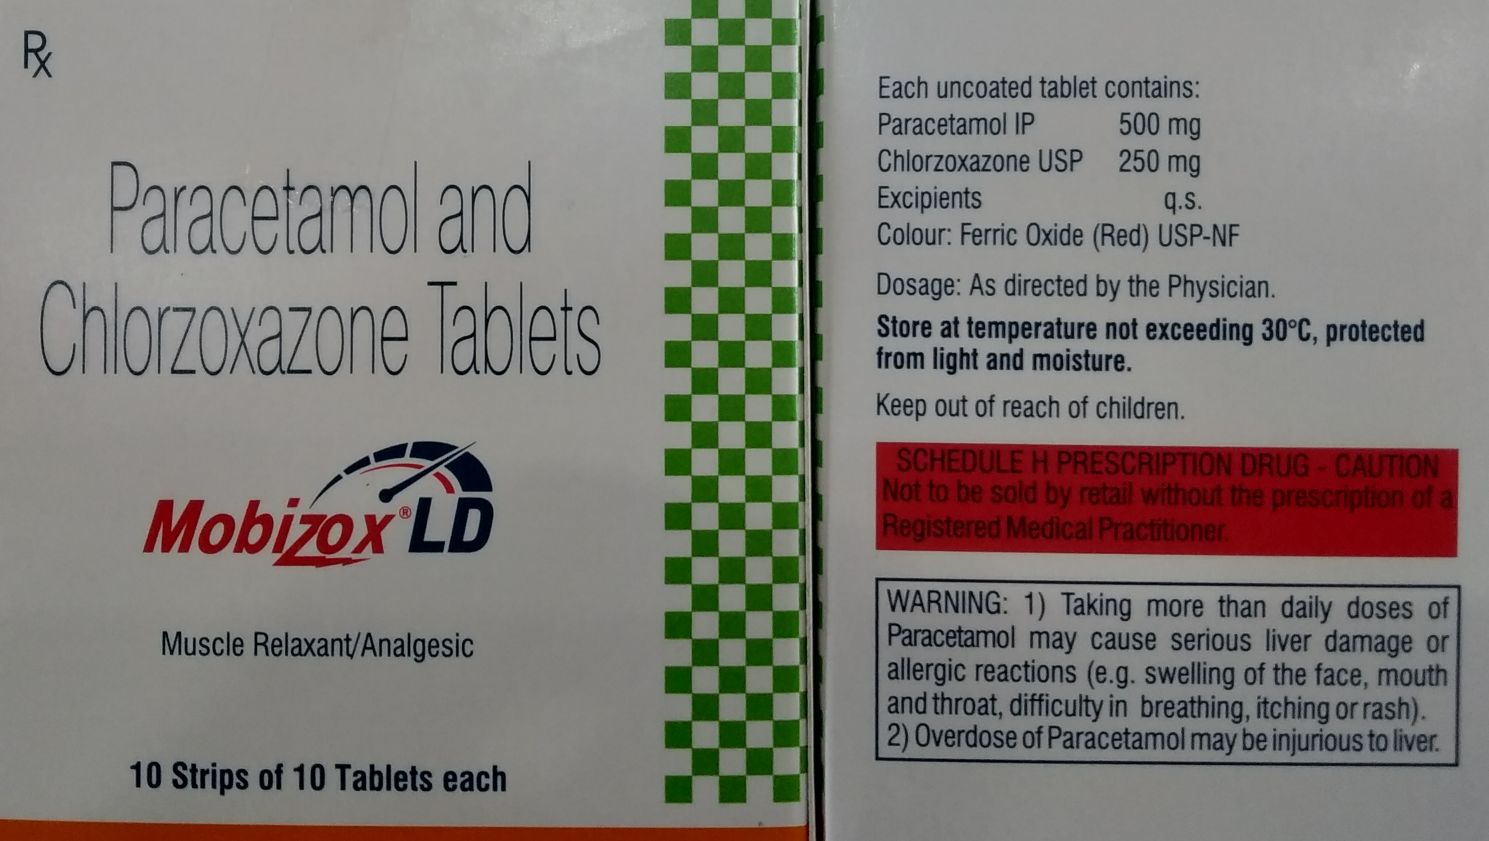 Rx
Paracetamol and
Chlorzoxazone Tablets
Mobizox® LD
Muscle Relaxant/Analgesic
10 Strips of 10 Tablets each
Each uncoated tablet contains:
Paracetamol IP 500 mg
Chlorzoxazone USP 250 mg
Excipients q.s.
Colour: Ferric Oxide (Red) USP-NF
Dosage: As directed by the Physician.
Store at temperature not exceeding 30°C, protected
from light and moisture.
Keep out of reach of children.
SCHEDULE H PRESCRIPTION DRUG - CAUTION
Not to be sold by retail without the prescription of a
Registered Medical Practitioner.
WARNING: 1) Taking more than daily doses of
Paracetamol may cause serious liver damage or
allergic reactions (e.g. swelling of the face, mouth
and throat, difficulty in breathing, itching or rash).
2) Overdose of Paracetamol may be injurious to liver.